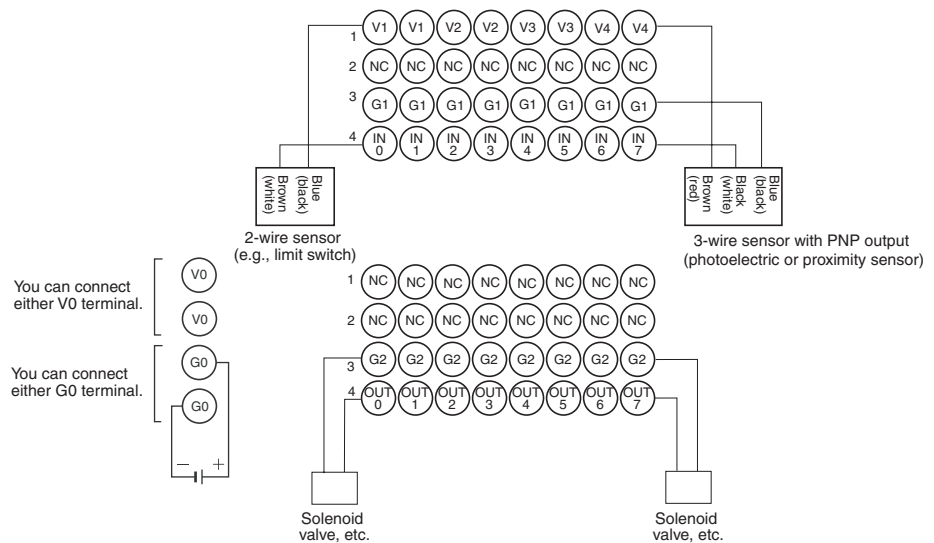 1 V1 V1 V2 V2 V3 V3 V4 V4
2 NC NC NC NC NC NC NC NC
3 G1 G1 G1 G1 G1 G1 G1 G1
4 IN 0 IN 1 IN 2 IN 3 IN 4 IN 5 IN 6 IN 7
Blue
(black)
Brown
(white)
2-wire sensor
(e.g., limit switch)
Blue
(black)
Black
(white)
Brown
(red)
3-wire sensor with PNP output
(photoelectric or proximity sensor)
You can connect
either V0 terminal.
V0
V0
You can connect
either G0 terminal.
G0
G0
− +
1 NC NC NC NC NC NC NC NC
2 NC NC NC NC NC NC NC NC
3 G2 G2 G2 G2 G2 G2 G2 G2
4 OUT 0 OUT 1 OUT 2 OUT 3 OUT 4 OUT 5 OUT 6 OUT 7
Solenoid
valve, etc.
Solenoid
valve, etc.